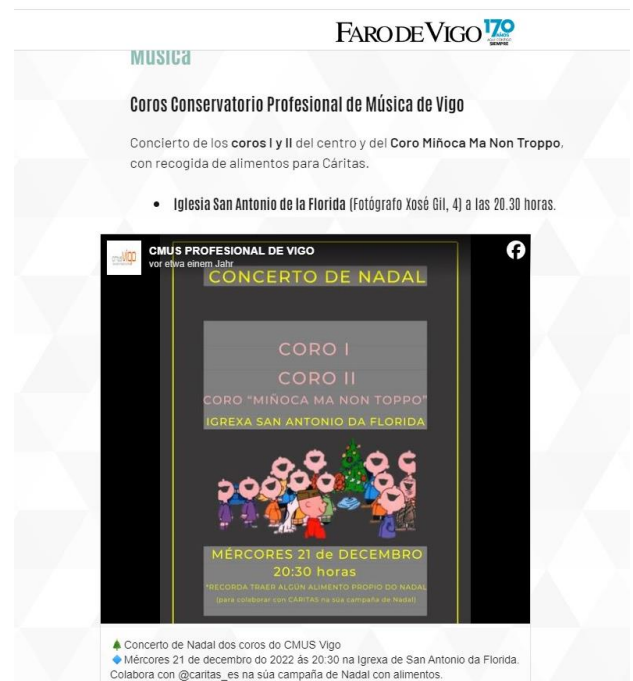 FARO DE VIGO 170 AÑOS
SIEMPRE
Música
Coros Conservatorio Profesional de Música de Vigo
Concierto de los coros I y II del centro y del Coro Miñoca Ma Non Troppo,
con recogida de alimentos para Cáritas.
• Iglesia San Antonio de la Florida (Fotógrafo Xosé Gil, 4) a las 20.30 horas.
vigo
CMUS PROFESIONAL DE VIGO
vor etwa einem Jahr
CONCERTO DE NADAL
CORO I
CORO II
CORO "MIÑOCA MA NON TOPPO"
IGREXA SAN ANTONIO DA FLORIDA
MÉRCORES 21 de DECEMBRO
20:30 horas
*RECORDA TRAER ALGÚN ALIMENTO PROPIO DO NADAL
(para colaborar con CARITAS na súa campaña de Nadal)
🌲Concerto de Nadal dos coros do CMUS Vigo
🔷Mércores 21 de decembro do 2022 ás 20:30 na Igrexa de San Antonio da Florida.
Colabora con @caritas_es na súa campaña de Nadal con alimentos.